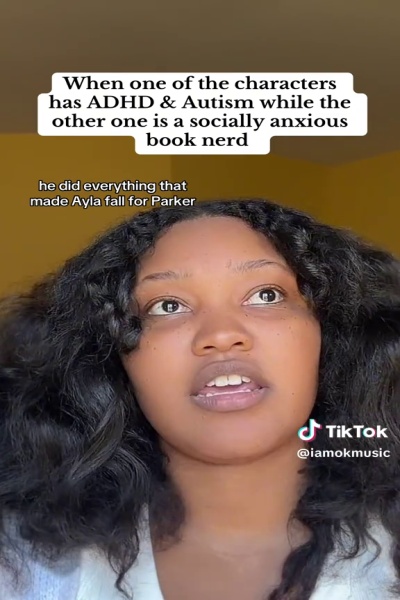 When one of the characters
has ADHD & Autism while the
other one is a socially anxious
book nerd
he did everything that
made Ayla fall for Parker
TikTok
@iamokmusic